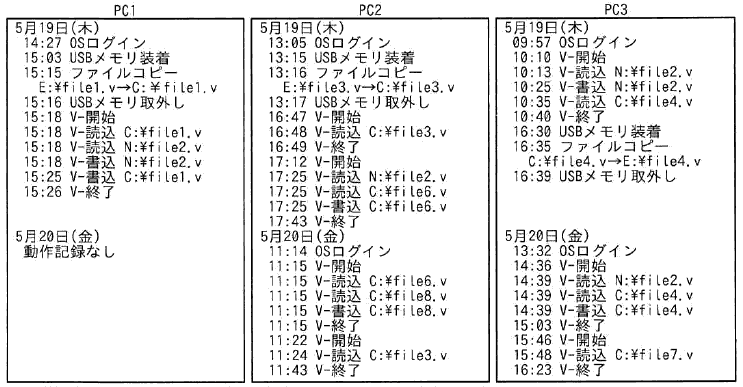 PC1
5月19日(木)
14:27 OSログイン
15:03 USBメモリ装着
15:15 ファイルコピー
E:¥file1.v→C:¥file1.v
15:16 USBメモリ取外し
15:18 V-開始
15:18 V-読込 C:¥file1.v
15:18 V-読込 N:¥file2.v
15:18 V-書込 N:¥file2.v
15:25 V-書込 C:¥file1.v
15:26 V-終了
5月20日(金)
動作記録なし
PC2
5月19日(木)
13:05 OSログイン
13:15 USBメモリ装着
13:16 ファイルコピー
E:¥file3.v→C:¥file3.v
13:17 USBメモリ取外し
16:47 V-開始
16:48 V-読込 C:¥file3.v
16:49 V-終了
17:12 V-開始
17:25 V-読込 N:¥file2.v
17:25 V-読込 C:¥file6.v
17:25 V-書込 C:¥file6.v
17:43 V-終了
5月20日(金)
11:14 OSログイン
11:15 V-開始
11:15 V-読込 C:¥file6.v
11:15 V-読込 C:¥file8.v
11:15 V-書込 C:¥file8.v
11:15 V-終了
11:22 V-開始
11:24 V-読込 C:¥file3.v
11:43 V-終了
PC3
5月19日(木)
09:57 OSログイン
10:10 V-開始
10:13 V-読込 N:¥file2.v
10:25 V-書込 N:¥file2.v
10:35 V-読込 C:¥file4.v
10:40 V-終了
16:30 USBメモリ装着
16:35 ファイルコピー
C:¥file4.v→E:¥file4.v
16:39 USBメモリ取外し
5月20日(金)
13:32 OSログイン
14:36 V-開始
14:39 V-読込 N:¥file2.v
14:39 V-読込 C:¥file4.v
14:39 V-書込 C:¥file4.v
15:03 V-終了
15:46 V-開始
15:48 V-読込 C:¥file7.v
16:23 V-終了